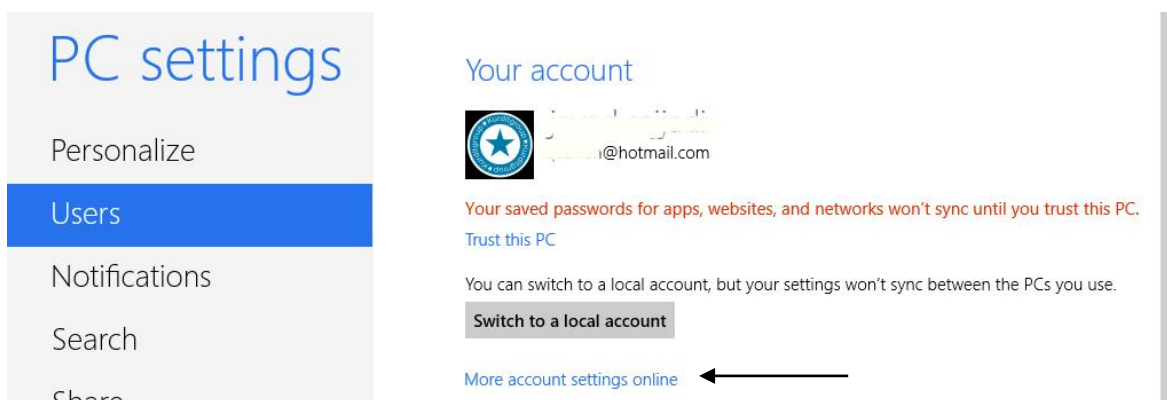 PC settings
Personalize
Users
Notifications
Search
Share
Your account
@hotmail.com
Your saved passwords for apps, websites, and networks won't sync until you trust this PC.
Trust this PC
You can switch to a local account, but your settings won't sync between the PCs you use.
Switch to a local account
More account settings online